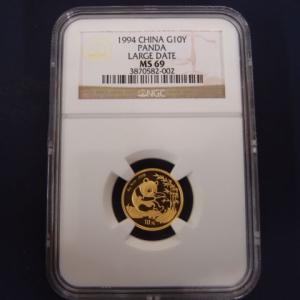 1994 CHINA G10Y
PANDA
LARGE DATE
MS 69
3870582-002
NGC